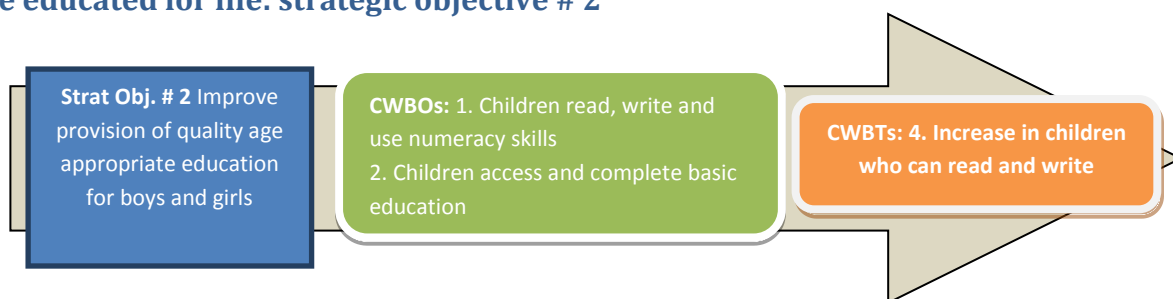 educated for life: strategic objective # 2
Strat Obj. # 2 Improve
provision of quality age
appropriate education
for boys and girls
CWBOs: 1. Children read, write and
use numeracy skills
2. Children access and complete basic
education
CWBTs: 4. Increase in children
who can read and write